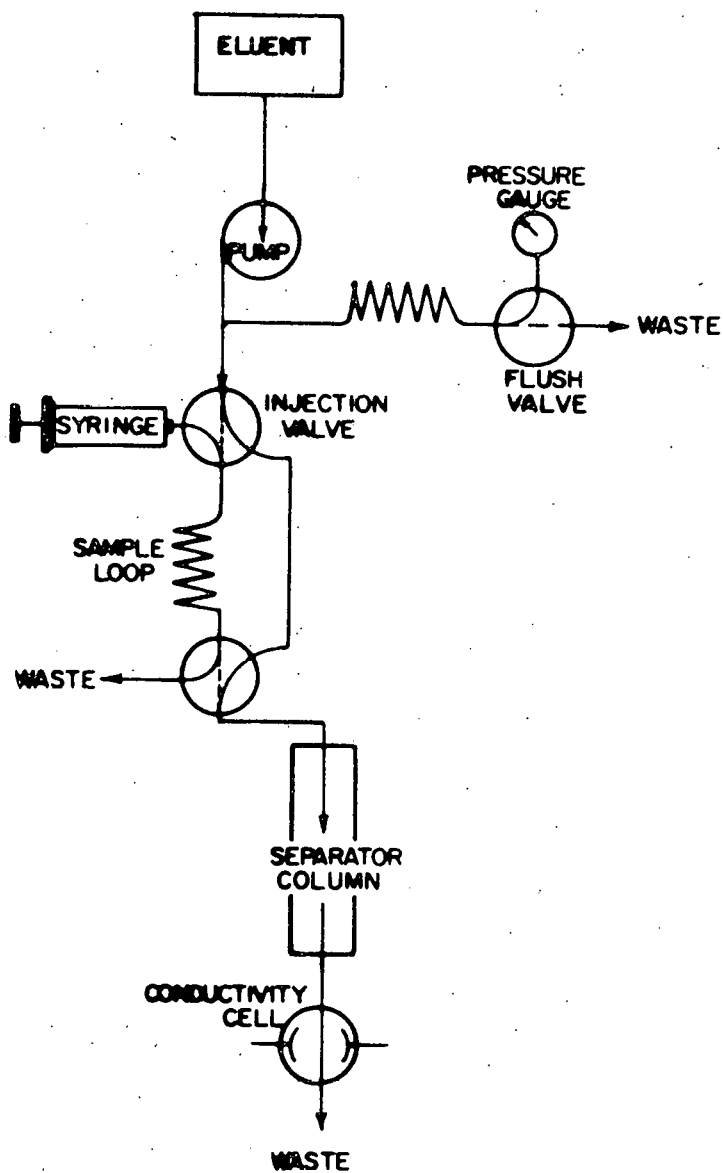 ELUENT
PRESSURE
GAUGE
PUMP
WASTE
FLUSH
VALVE
INJECTION
VALVE
SYRINGE
SAMPLE
LOOP
WASTE
SEPARATOR
COLUMN
CONDUCTIVITY
CELL
WASTE